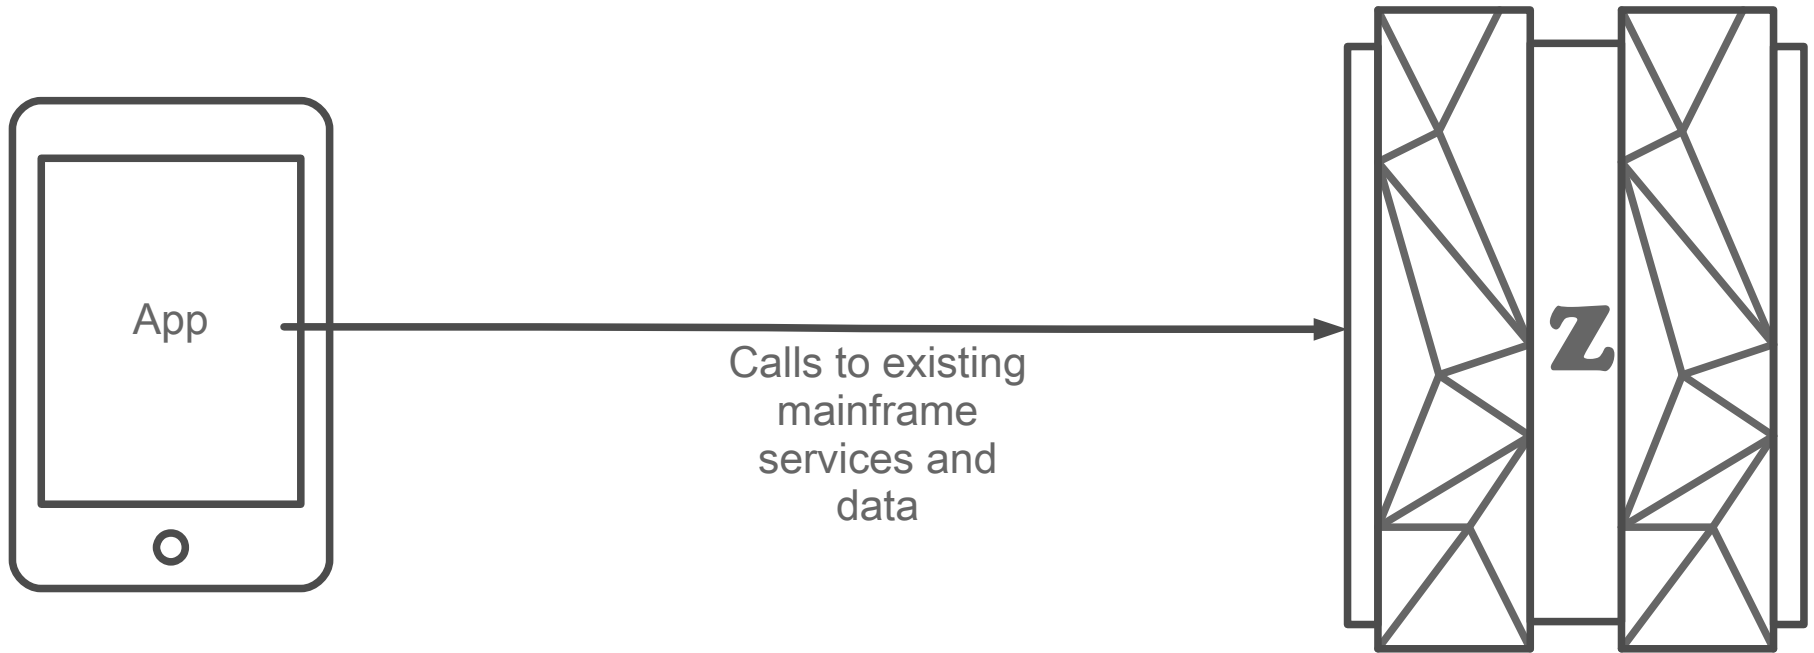 App
Calls to existing
mainframe
services and
data
z